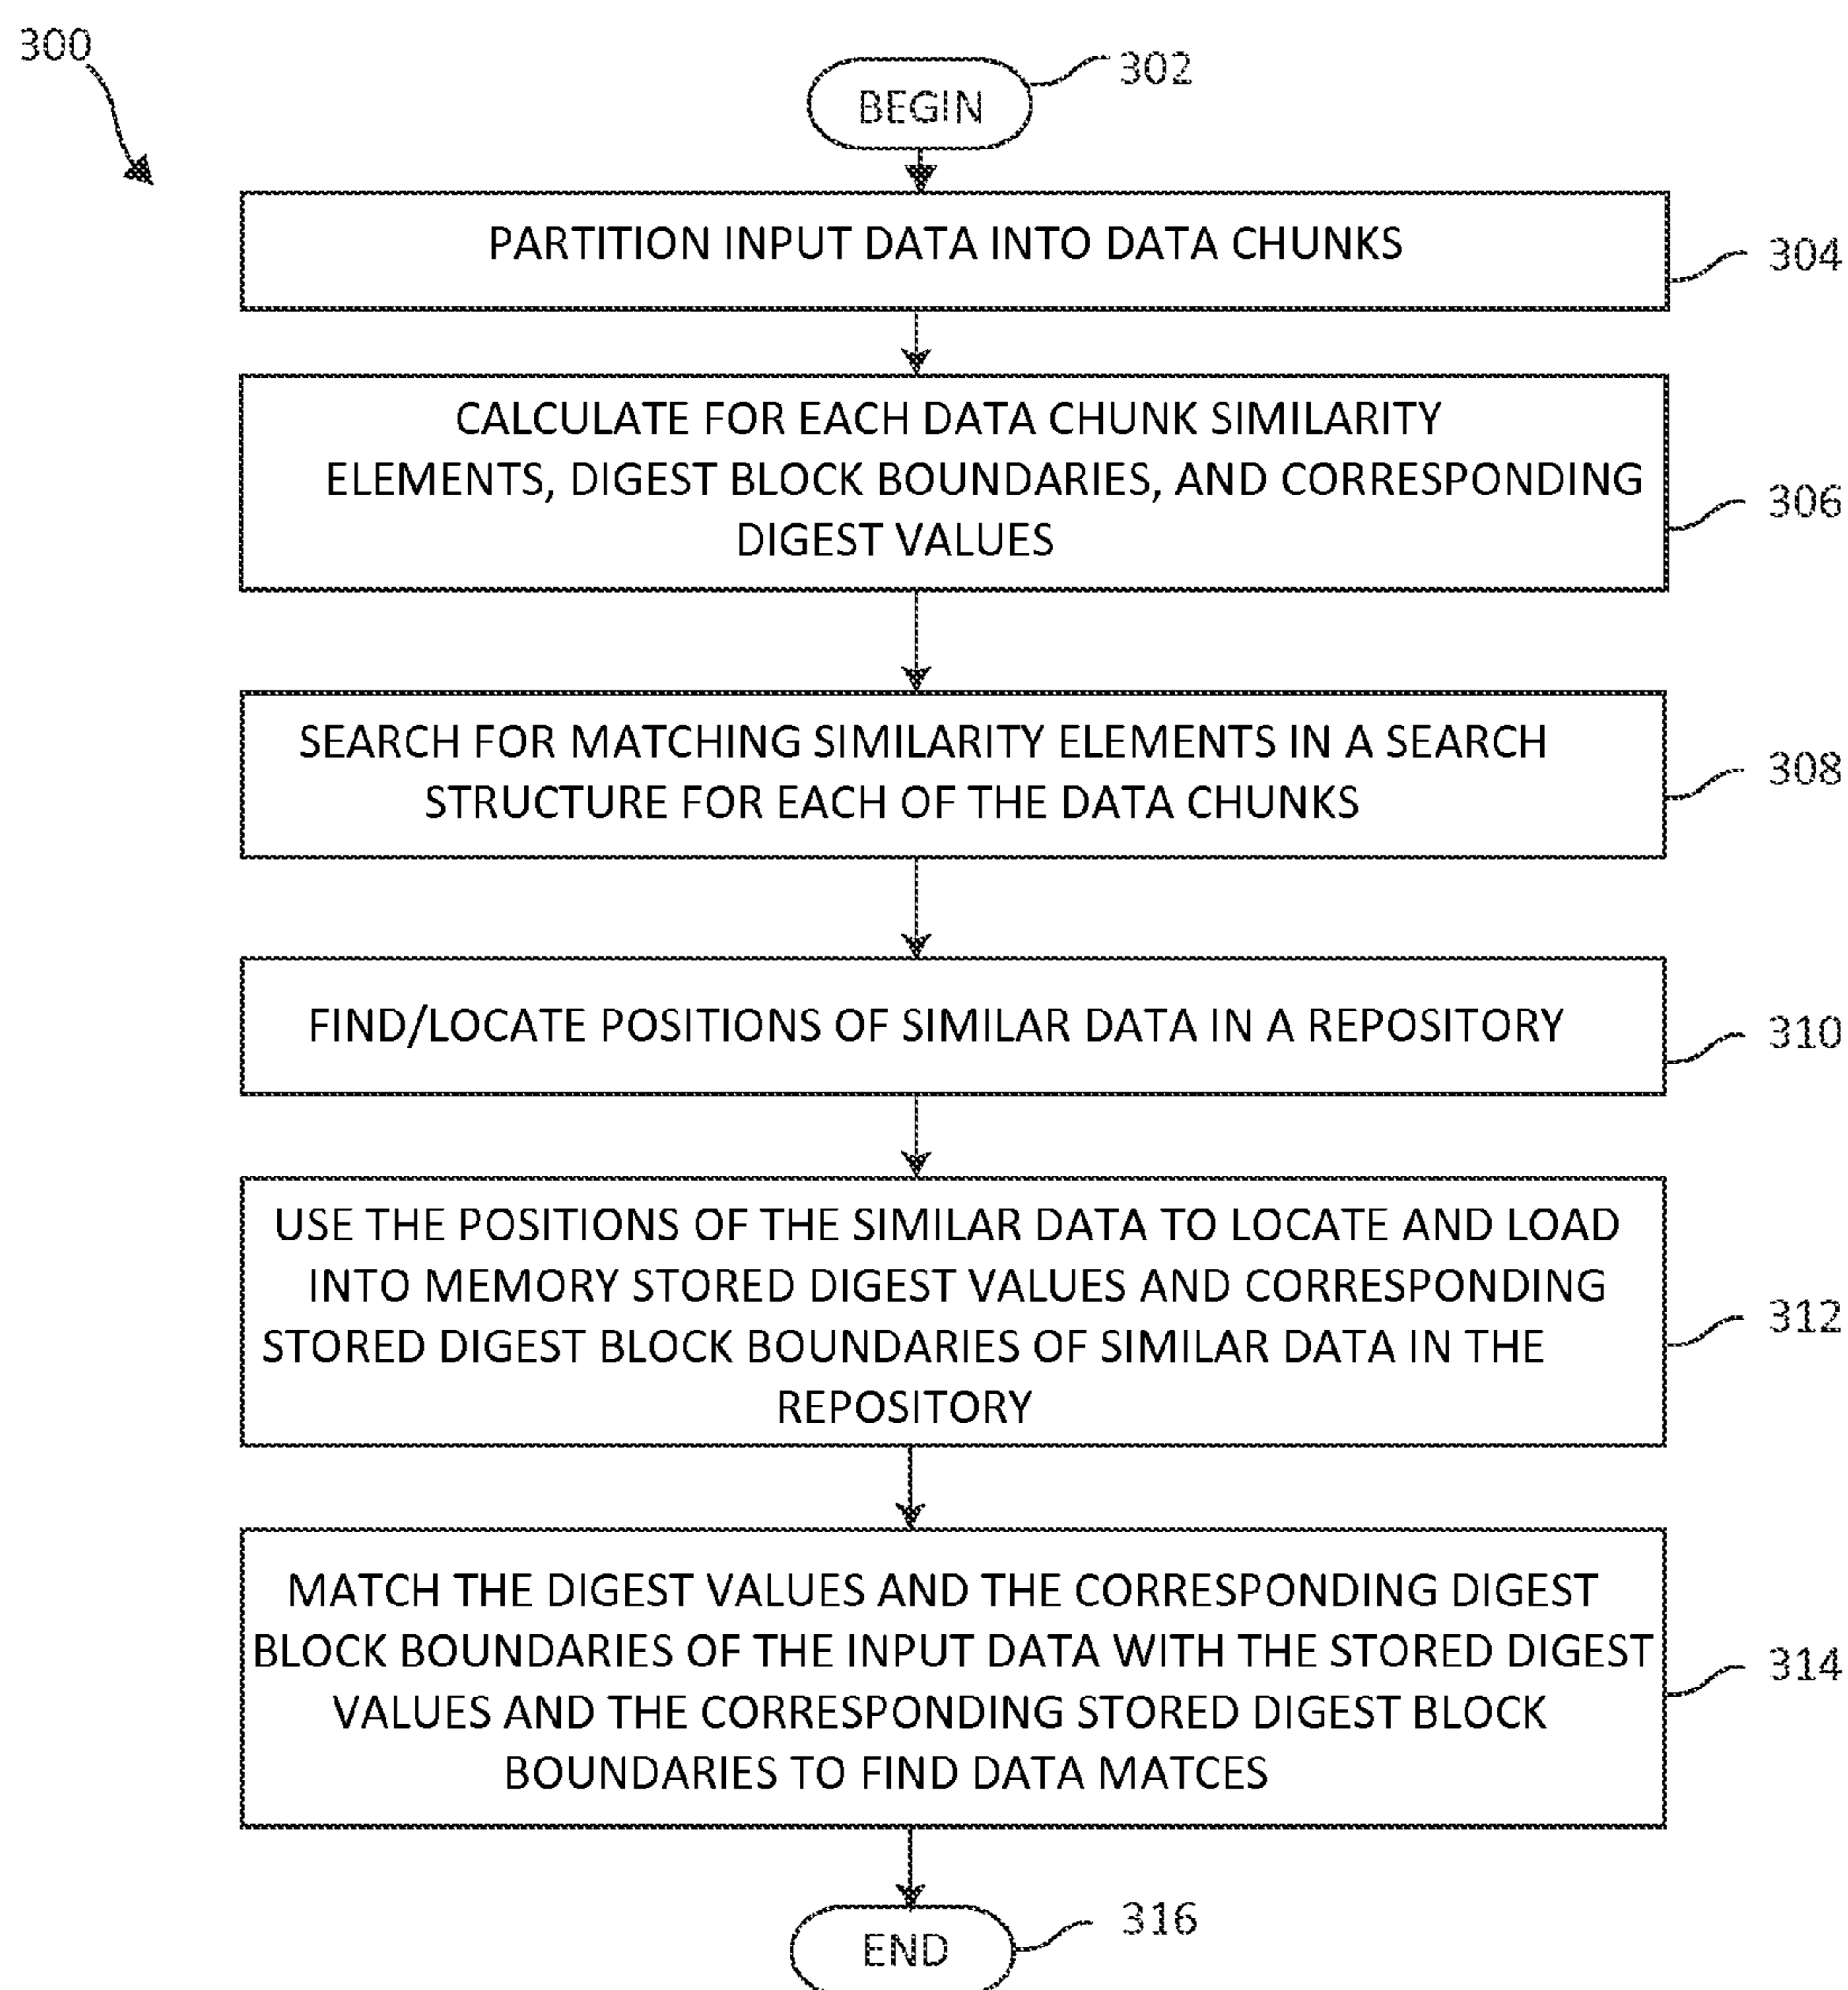 300
302
BEGIN
PARTITION INPUT DATA INTO DATA CHUNKS
304
CALCULATE FOR EACH DATA CHUNK SIMILARITY
ELEMENTS, DIGEST BLOCK BOUNDARIES, AND CORRESPONDING
DIGEST VALUES
306
SEARCH FOR MATCHING SIMILARITY ELEMENTS IN A SEARCH
STRUCTURE FOR EACH OF THE DATA CHUNKS
308
FIND/LOCATE POSITIONS OF SIMILAR DATA IN A REPOSITORY
310
USE THE POSITIONS OF THE SIMILAR DATA TO LOCATE AND LOAD
INTO MEMORY STORED DIGEST VALUES AND CORRESPONDING
STORED DIGEST BLOCK BOUNDARIES OF SIMILAR DATA IN THE
REPOSITORY
312
MATCH THE DIGEST VALUES AND THE CORRESPONDING DIGEST
BLOCK BOUNDARIES OF THE INPUT DATA WITH THE STORED DIGEST
VALUES AND THE CORRESPONDING STORED DIGEST BLOCK
BOUNDARIES TO FIND DATA MATCES
314
316
END